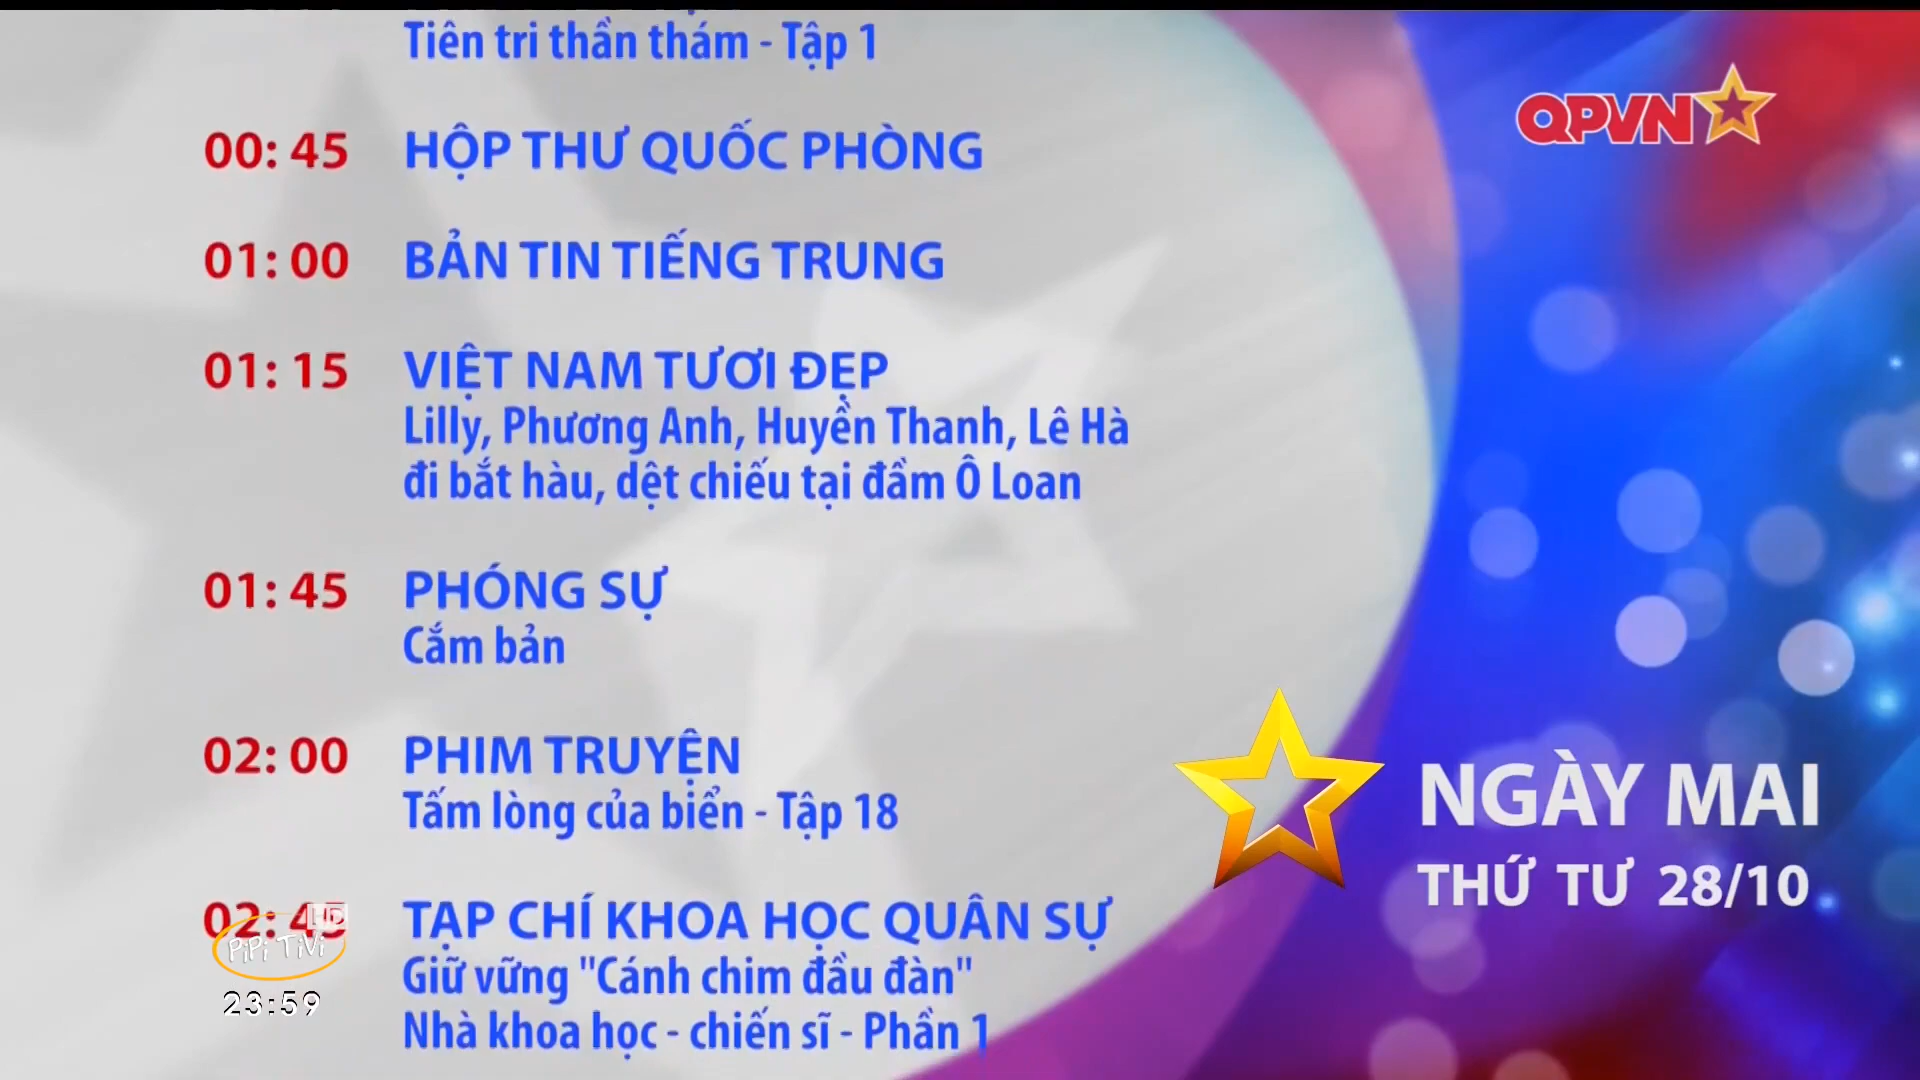 Tiên tri thần thám - Tập 1
QPVN
00: 45 HỘP THƯ QUỐC PHÒNG
01: 00 BẢN TIN TIẾNG TRUNG
01: 15 VIỆT NAM TƯƠI ĐẸP
Lilly, Phương Anh, Huyền Thanh, Lê Hà
đi bắt hàu, dệt chiếu tại đầm Ô Loan
01: 45 PHÓNG SỰ
Cắm bản
02: 00 PHIM TRUYỆN
Tấm lòng của biển - Tập 18
NGÀY MAI
THỨ TƯ 28/10
02: 45 TẠP CHÍ KHOA HỌC QUÂN SỰ
Giữ vững "Cánh chim đầu đàn"
Nhà khoa học - chiến sĩ - Phần 1
HD
PiPi TiVi
23:59